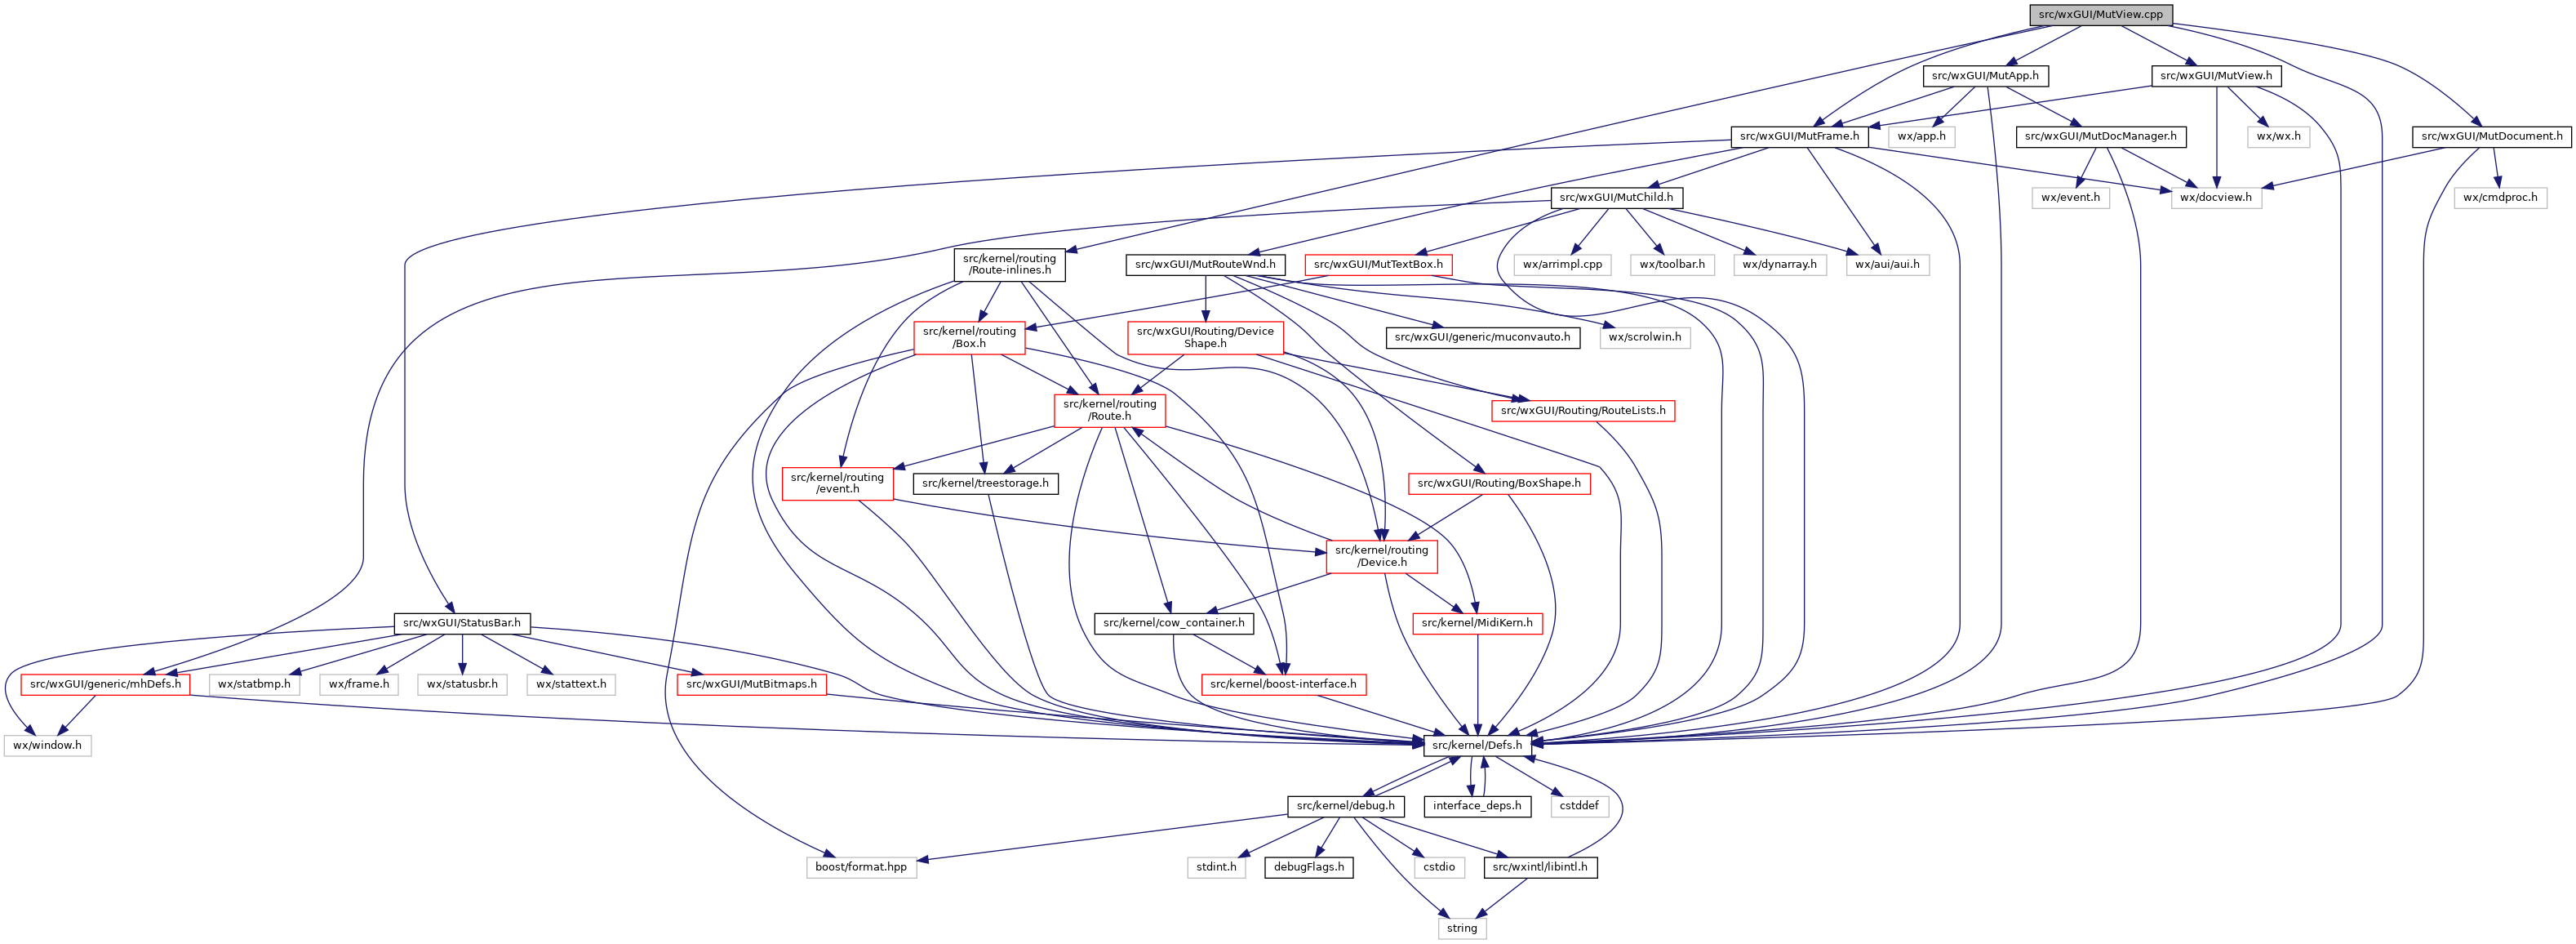 src/wxGUI/MutView.cpp
src/wxGUI/MutApp.h
src/wxGUI/MutView.h
src/wxGUI/MutFrame.h
wx/app.h
src/wxGUI/MutDocManager.h
wx/wx.h
src/wxGUI/MutDocument.h
src/wxGUI/MutChild.h
wx/event.h
wx/docview.h
wx/cmdproc.h
src/kernel/routing
/Route-inlines.h
src/wxGUI/MutRouteWnd.h
src/wxGUI/MutTextBox.h
wx/arrimpl.cpp
wx/toolbar.h
wx/dynarray.h
wx/aui/aui.h
src/kernel/routing
/Box.h
src/wxGUI/Routing/Device
Shape.h
src/wxGUI/generic/muconvauto.h
wx/scrolwin.h
src/kernel/routing
/Route.h
src/wxGUI/Routing/RouteLists.h
src/kernel/routing
/event.h
src/kernel/treestorage.h
src/wxGUI/Routing/BoxShape.h
src/kernel/routing
/Device.h
src/wxGUI/StatusBar.h
src/kernel/cow_container.h
src/kernel/MidiKern.h
src/wxGUI/generic/mhDefs.h
wx/statbmp.h
wx/frame.h
wx/statusbr.h
wx/stattext.h
src/wxGUI/MutBitmaps.h
src/kernel/boost-interface.h
wx/window.h
src/kernel/Defs.h
src/kernel/debug.h
interface_deps.h
cstddef
boost/format.hpp
stdint.h
debugFlags.h
cstdio
src/wxintl/libintl.h
string